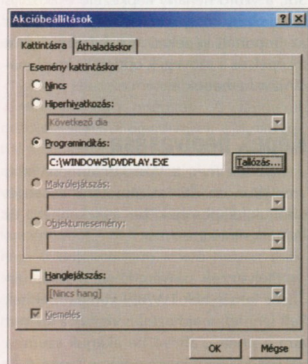 Akcióbeállítások
Kattintásra Áthaladáskor
Esemény kattintáskor
Nincs
Hiperhivatkozás:
Következő dia
Programindítás:
C:\WINDOWS\DVDPLAY.EXE Tallózás...
Makrólejátszás:
Objektumesemény:
Hanglejátszás:
[Nincs hang]
Kiemelés
OK Mégse